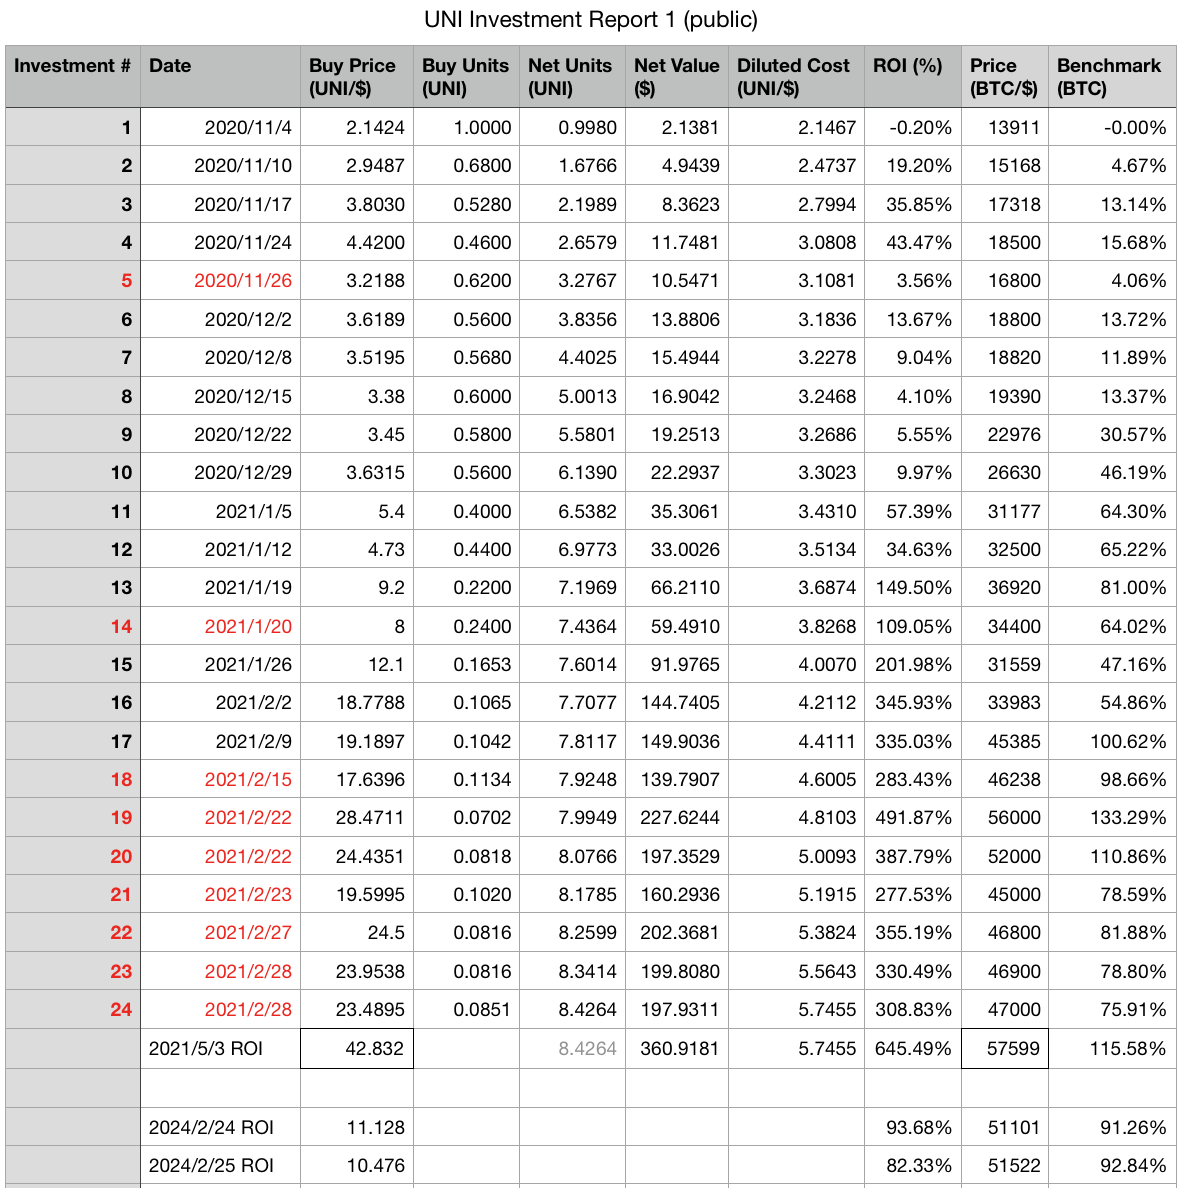 UNI Investment Report 1 (public)
Investment # Date Buy Price (UNI/$) Buy Units (UNI) Net Units (UNI) Net Value ($) Diluted Cost (UNI/$) ROI (%) Price (BTC/$) Benchmark (BTC)
1 2020/11/4 2.1424 1.0000 0.9980 2.1381 2.1467 -0.20% 13911 -0.00%
2 2020/11/10 2.9487 0.6800 1.6766 4.9439 2.4737 19.20% 15168 4.67%
3 2020/11/17 3.8030 0.5280 2.1989 8.3623 2.7994 35.85% 17318 13.14%
4 2020/11/24 4.4200 0.4600 2.6579 11.7481 3.0808 43.47% 18500 15.68%
5 2020/11/26 3.2188 0.6200 3.2767 10.5471 3.1081 3.56% 16800 4.06%
6 2020/12/2 3.6189 0.5600 3.8356 13.8806 3.1836 13.67% 18800 13.72%
7 2020/12/8 3.5195 0.5680 4.4025 15.4944 3.2278 9.04% 18820 11.89%
8 2020/12/15 3.38 0.6000 5.0013 16.9042 3.2468 4.10% 19390 13.37%
9 2020/12/22 3.45 0.5800 5.5801 19.2513 3.2686 5.55% 22976 30.57%
10 2020/12/29 3.6315 0.5600 6.1390 22.2937 3.3023 9.97% 26630 46.19%
11 2021/1/5 5.4 0.4000 6.5382 35.3061 3.4310 57.39% 31177 64.30%
12 2021/1/12 4.73 0.4400 6.9773 33.0026 3.5134 34.63% 32500 65.22%
13 2021/1/19 9.2 0.2200 7.1969 66.2110 3.6874 149.50% 36920 81.00%
14 2021/1/20 8 0.2400 7.4364 59.4910 3.8268 109.05% 34400 64.02%
15 2021/1/26 12.1 0.1653 7.6014 91.9765 4.0070 201.98% 31559 47.16%
16 2021/2/2 18.7788 0.1065 7.7077 144.7405 4.2112 345.93% 33983 54.86%
17 2021/2/9 19.1897 0.1042 7.8117 149.9036 4.4111 335.03% 45385 100.62%
18 2021/2/15 17.6396 0.1134 7.9248 139.7907 4.6005 283.43% 46238 98.66%
19 2021/2/22 28.4711 0.0702 7.9949 227.6244 4.8103 491.87% 56000 133.29%
20 2021/2/22 24.4351 0.0818 8.0766 197.3529 5.0093 387.79% 52000 110.86%
21 2021/2/23 19.5995 0.1020 8.1785 160.2936 5.1915 277.53% 45000 78.59%
22 2021/2/27 24.5 0.0816 8.2599 202.3681 5.3824 355.19% 46800 81.88%
23 2021/2/28 23.9538 0.0816 8.3414 199.8080 5.5643 330.49% 46900 78.80%
24 2021/2/28 23.4895 0.0851 8.4264 197.9311 5.7455 308.83% 47000 75.91%
2021/5/3 ROI 42.832 8.4264 360.9181 5.7455 645.49% 57599 115.58%
2024/2/24 ROI 11.128 93.68% 51101 91.26%
2024/2/25 ROI 10.476 82.33% 51522 92.84%